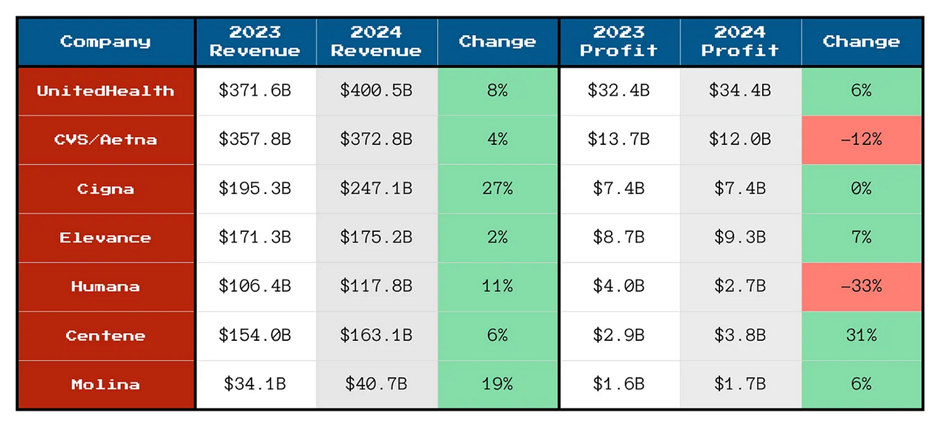 Company 2023 Revenue 2024 Revenue Change 2023 Profit 2024 Profit Change
UnitedHealth $371.6B $400.5B 8% $32.4B $34.4B 6%
CVS/Aetna $357.8B $372.8B 4% $13.7B $12.0B -12%
Cigna $195.3B $247.1B 27% $7.4B $7.4B 0%
Elevance $171.3B $175.2B 2% $8.7B $9.3B 7%
Humana $106.4B $117.8B 11% $4.0B $2.7B -33%
Centene $154.0B $163.1B 6% $2.9B $3.8B 31%
Molina $34.1B $40.7B 19% $1.6B $1.7B 6%